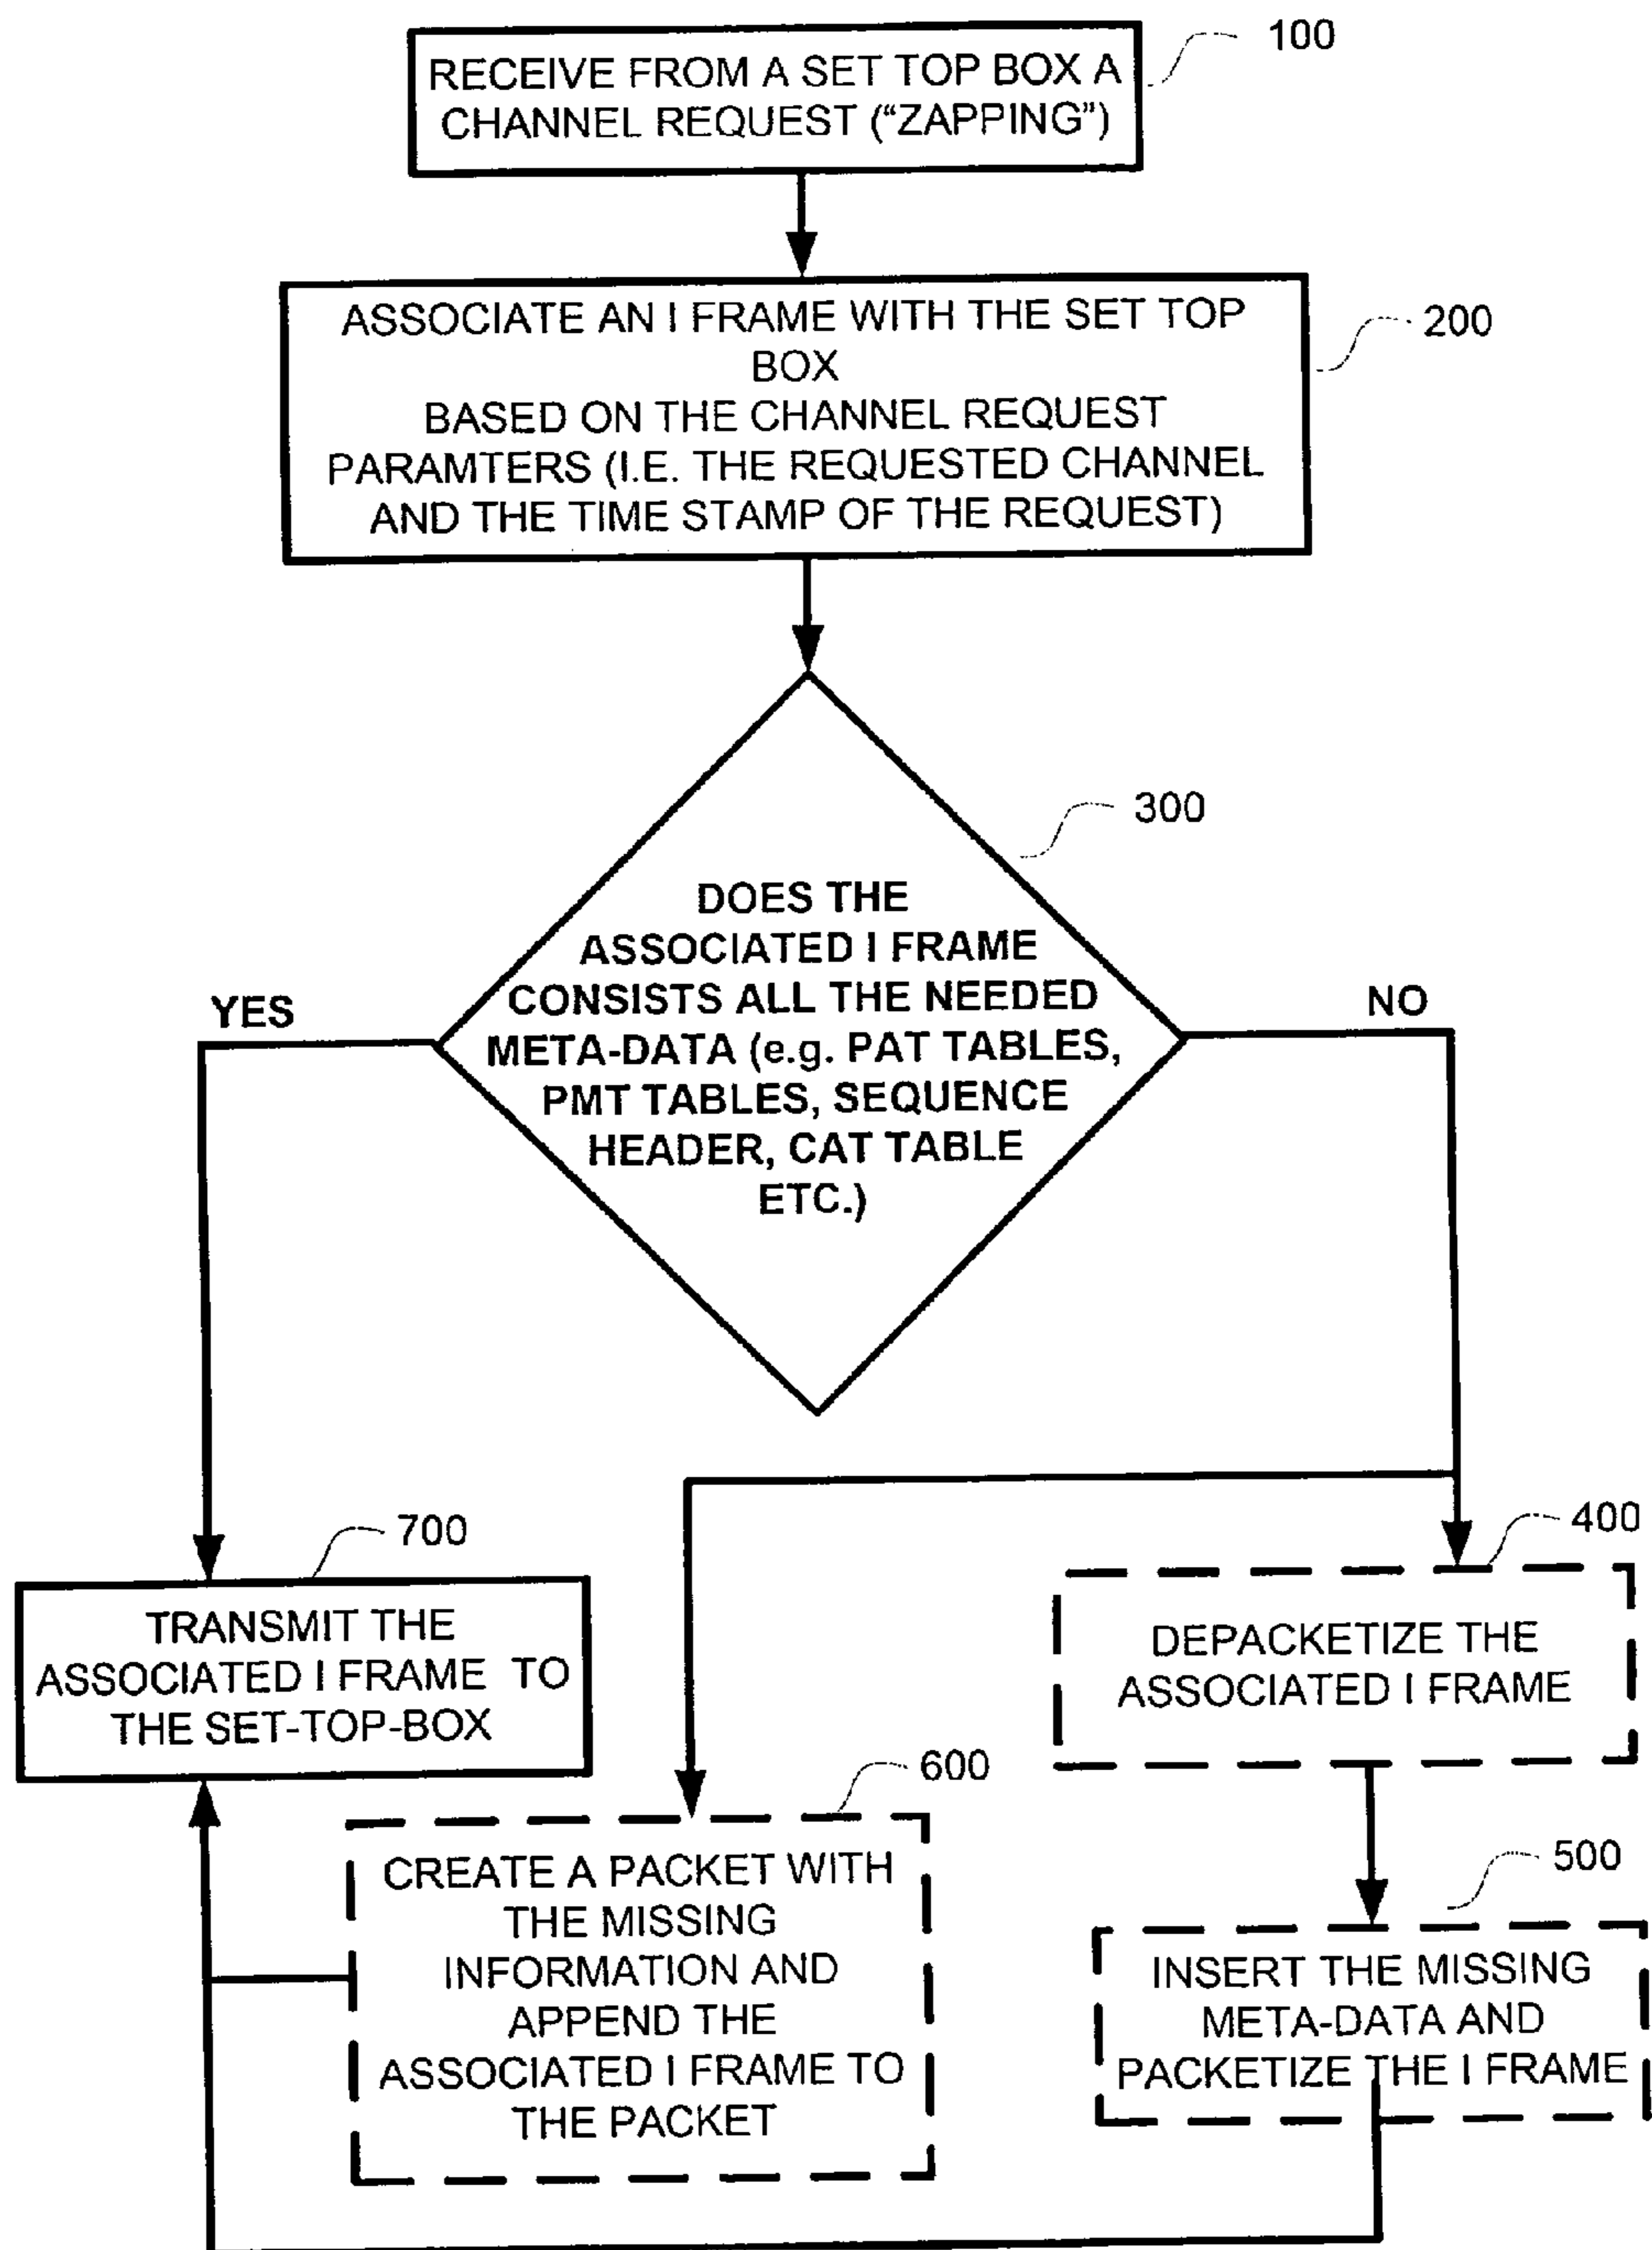 100
RECEIVE FROM A SET TOP BOX A
CHANNEL REQUEST (“ZAPPING”)
200
ASSOCIATE AN I FRAME WITH THE SET TOP
BOX
BASED ON THE CHANNEL REQUEST
PARAMTERS (I.E. THE REQUESTED CHANNEL
AND THE TIME STAMP OF THE REQUEST)
300
DOES THE
ASSOCIATED I FRAME
CONSISTS ALL THE NEEDED
META-DATA (e.g. PAT TABLES,
PMT TABLES, SEQUENCE
HEADER, CAT TABLE
ETC.)
YES
NO
700
TRANSMIT THE
ASSOCIATED I FRAME TO
THE SET-TOP-BOX
400
DEPACKETIZE THE
ASSOCIATED I FRAME
600
CREATE A PACKET WITH
THE MISSING
INFORMATION AND
APPEND THE
ASSOCIATED I FRAME TO
THE PACKET
500
INSERT THE MISSING
META-DATA AND
PACKETIZE THE I FRAME